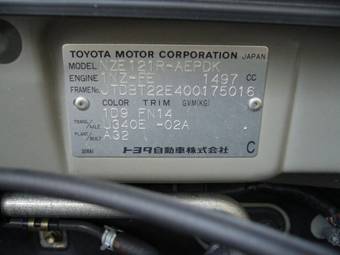 TOYOTA MOTOR CORPORATION JAPAN
MODEL NZE121R-AEPDK
ENGINE 1NZ-FE 1497 CC
FRAME No. JTDBT22E400175016
COLOR TRIM GVM(KG)
1D9 FN14
TRANS./AXLE U340E -02A
PLANT/BUILT A32
トヨタ自動車株式会社 C